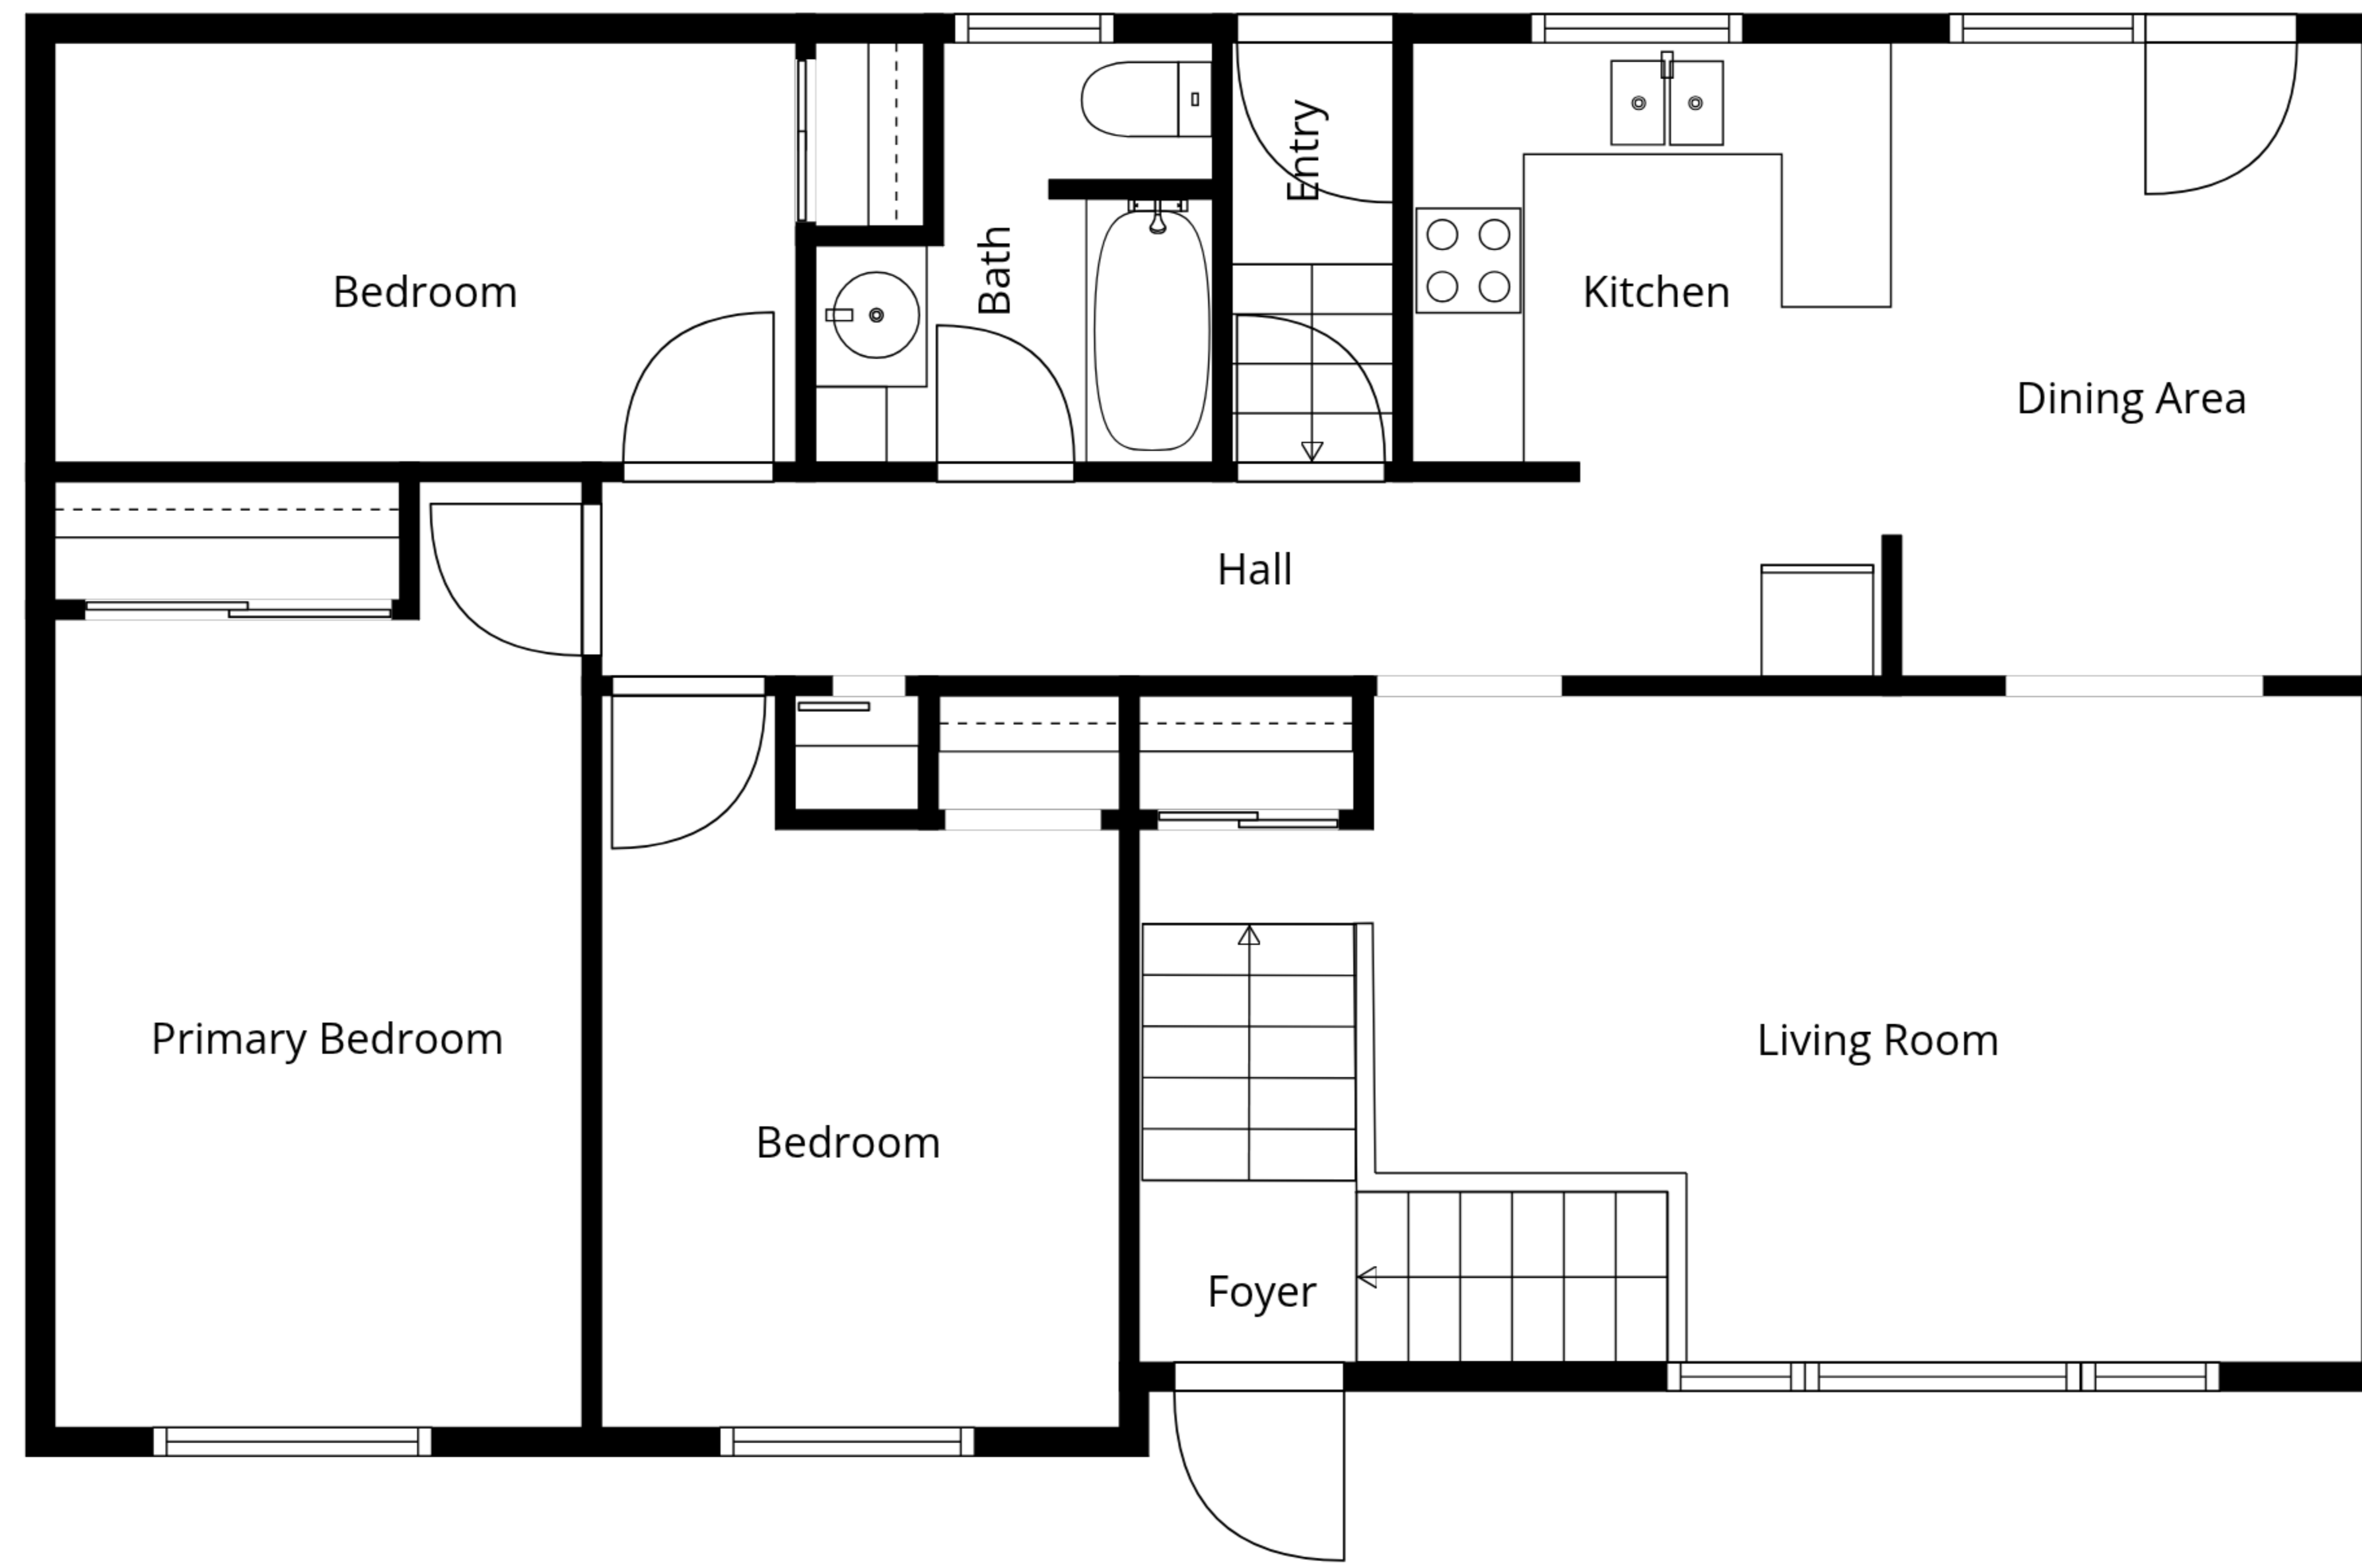 Entry
Bath
Bedroom
Kitchen
Dining Area
Hall
Primary Bedroom
Living Room
Bedroom
Foyer